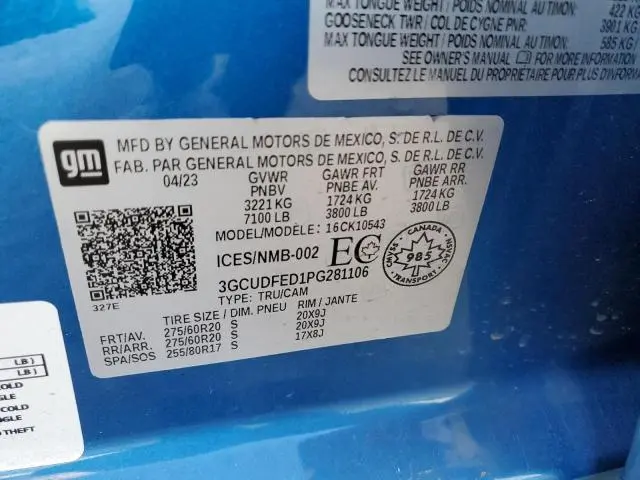 MAX TONGUE WEIGHT / POIDS NOMINAL AU TIMON: 422 KG
GOOSENECK TWR / COL DE CYGNE PNR: 3901 KG
MAX TONGUE WEIGHT / POIDS NOMINAL AU TIMON: 585 KG
SEE OWNER'S MANUAL FOR MORE INFORMATION
CONSULTEZ LE MANUEL DU PROPRIÉTAIRE POUR PLUS DE
gm
MFD BY GENERAL MOTORS DE MEXICO, S. DE R.L. DE C.V.
FAB. PAR GENERAL MOTORS DE MEXICO, S. DE R.L. DE C.V.
04/23 GVWR GAWR FRT GAWR RR
PNBV PNBE AV. PNBE ARR.
3221 KG 1724 KG 1724 KG
7100 LB 3800 LB 3800 LB
MODEL/MODÈLE: 16CK10543
ICES/NMB-002 EC
CANADA
985
TRANSPORT
3GCUDFED1PG281106
TYPE: TRU/CAM
327E
TIRE SIZE / DIM. PNEU RIM / JANTE
FRT/AV. 275/60R20 S 20X9J
RR/ARR. 275/60R20 S 20X9J
SPA/SOS 255/80R17 S 17X8J
LB )
LB )
COLD
COLD
THEFT